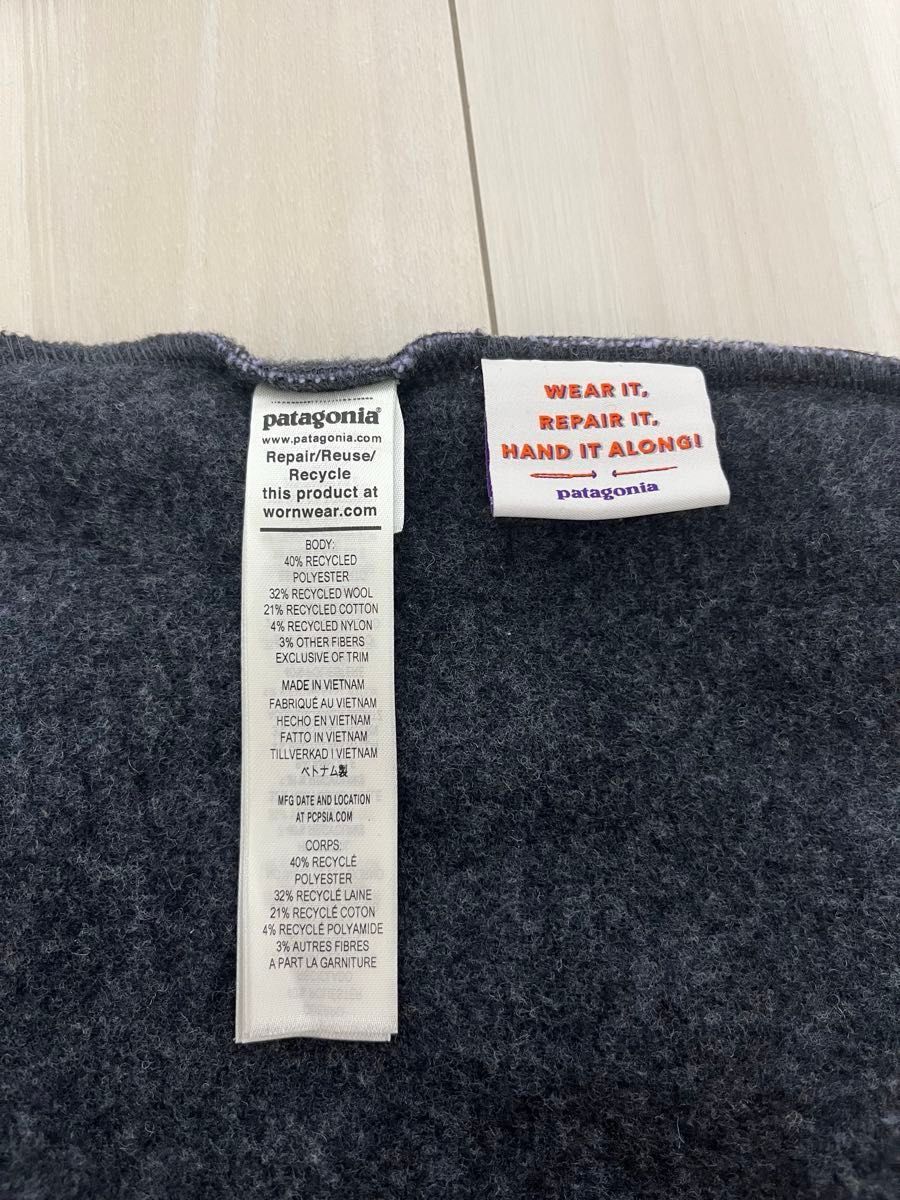 patagonia®
www.patagonia.com
Repair/Reuse/
Recycle
this product at
wornwear.com
BODY:
40% RECYCLED
POLYESTER
32% RECYCLED WOOL
21% RECYCLED COTTON
4% RECYCLED NYLON
3% OTHER FIBERS
EXCLUSIVE OF TRIM
MADE IN VIETNAM
FABRIQUÉ AU VIETNAM
HECHO EN VIETNAM
FATTO IN VIETNAM
TILLVERKAD I VIETNAM
ベトナム製
MFG DATE AND LOCATION
AT PCPSIA.COM
CORPS:
40% RECYCLÉ
POLYESTER
32% RECYCLÉ LAINE
21% RECYCLÉ COTON
4% RECYCLÉ POLYAMIDE
3% AUTRES FIBRES
A PART LA GARNITURE
WEAR IT,
REPAIR IT,
HAND IT ALONG!
patagonia